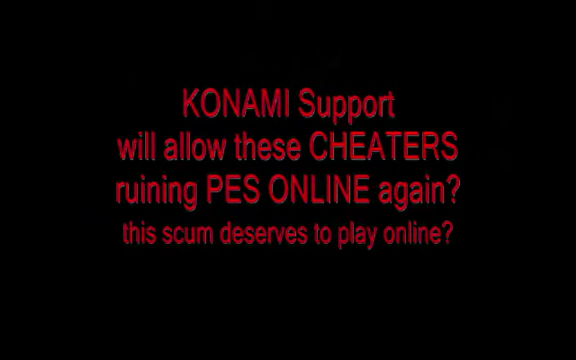 KONAMI Support
will allow these CHEATERS
ruining PES ONLINE again?
this scum deserves to play online?